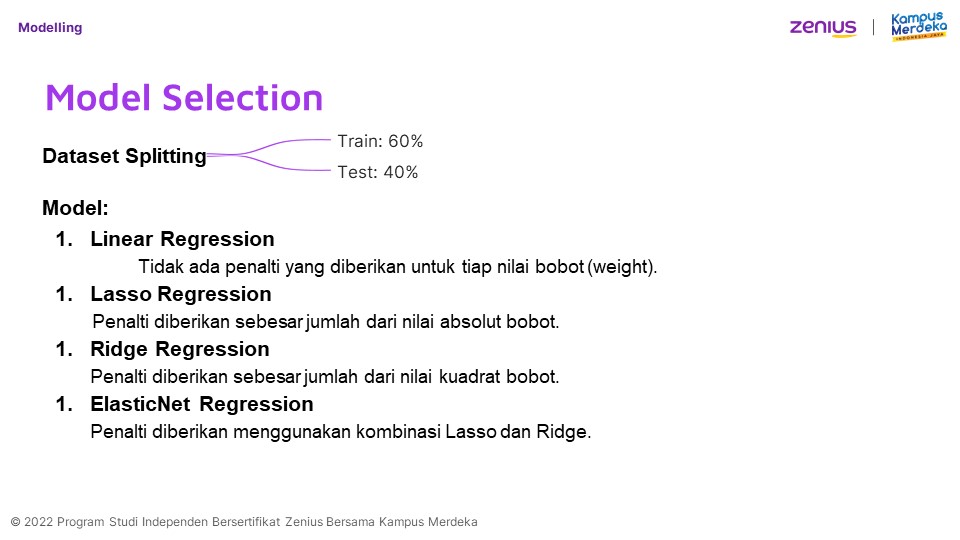 Modelling
zenius
Kampus
Merdeka
INDONESIA JAYA
Model Selection
Dataset Splitting
Train: 60%
Test: 40%
Model:
1. Linear Regression
Tidak ada penalti yang diberikan untuk tiap nilai bobot (weight).
1. Lasso Regression
Penalti diberikan sebesar jumlah dari nilai absolut bobot.
1. Ridge Regression
Penalti diberikan sebesar jumlah dari nilai kuadrat bobot.
1. ElasticNet Regression
Penalti diberikan menggunakan kombinasi Lasso dan Ridge.
© 2022 Program Studi Independen Bersertifikat Zenius Bersama Kampus Merdeka